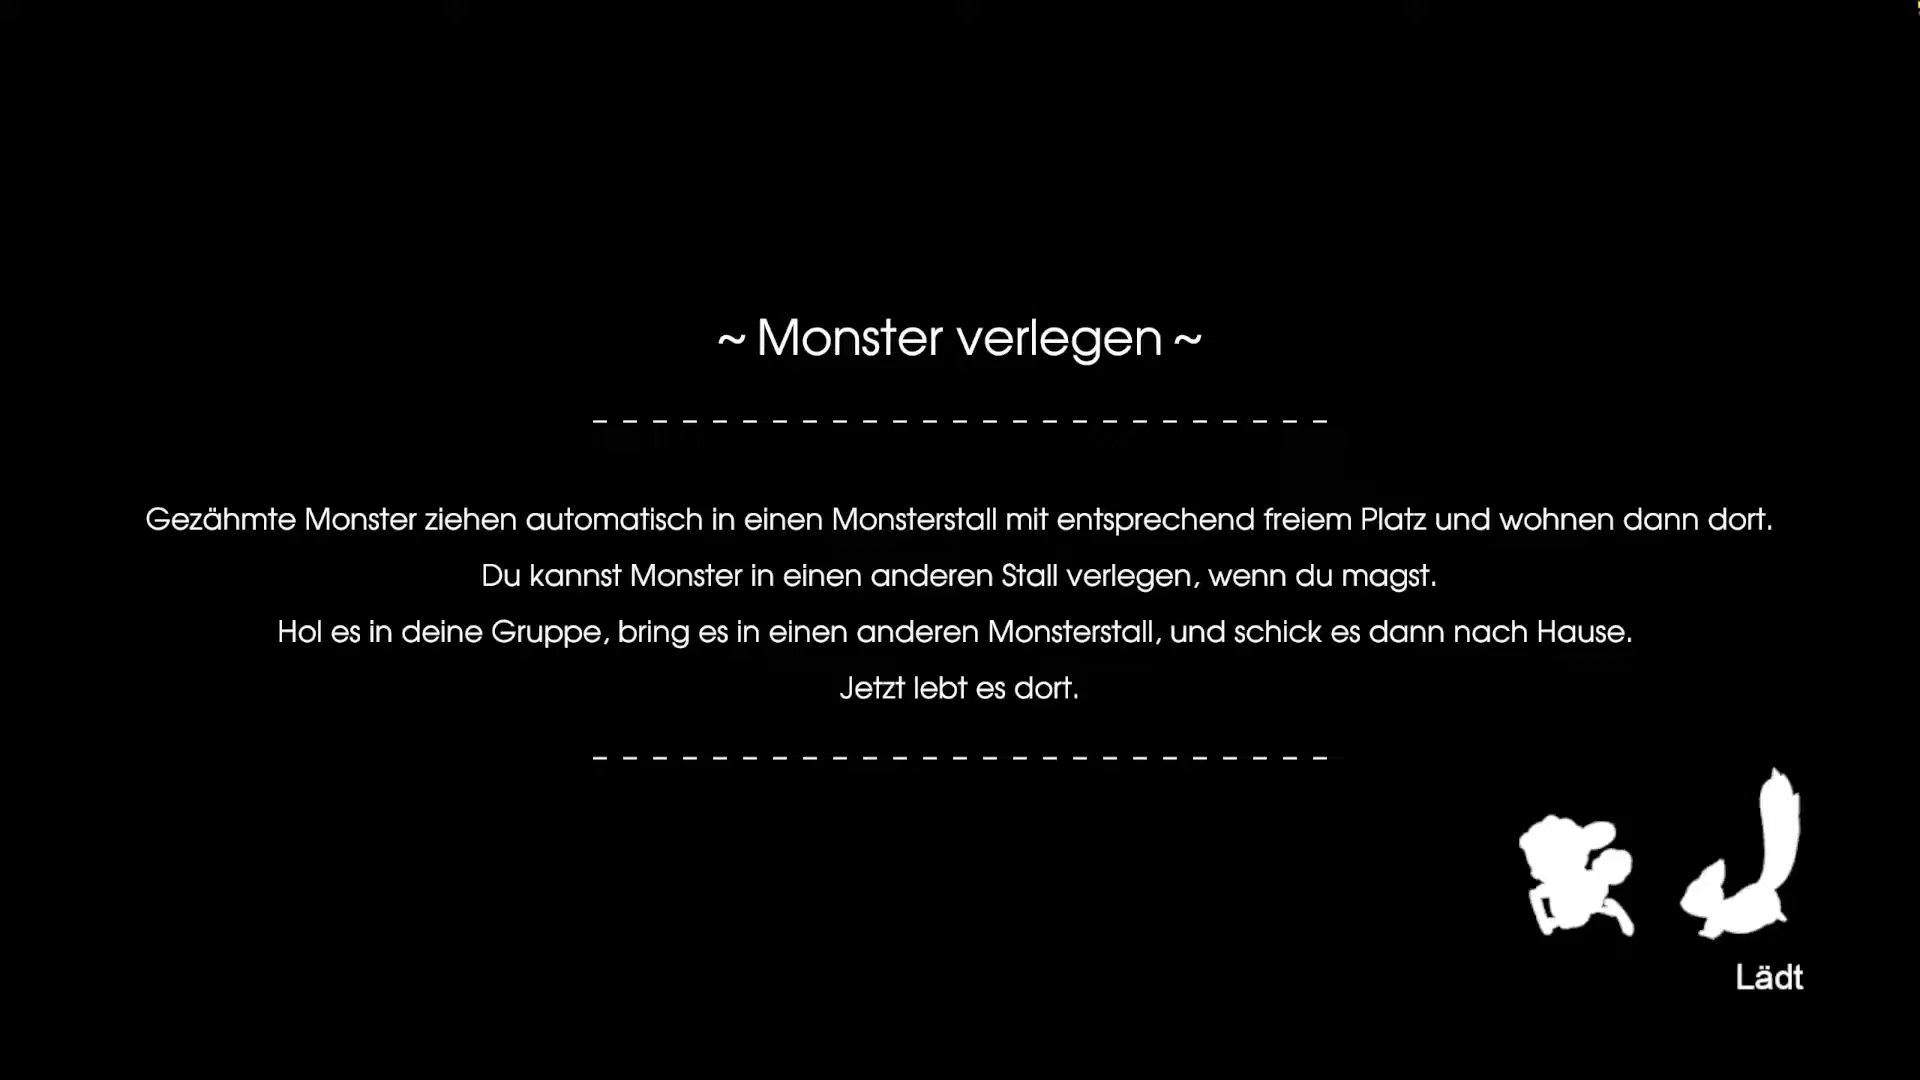 ~ Monster verlegen ~
_ _ _ _ _ _ _ _ _ _ _ _ _ _ _ _ _ _ _ _ _ _ _ _ _
Gezähmte Monster ziehen automatisch in einen Monsterstall mit entsprechend freiem Platz und wohnen dann dort.
Du kannst Monster in einen anderen Stall verlegen, wenn du magst.
Hol es in deine Gruppe, bring es in einen anderen Monsterstall, und schick es dann nach Hause.
Jetzt lebt es dort.
_ _ _ _ _ _ _ _ _ _ _ _ _ _ _ _ _ _ _ _ _ _ _ _ _
Lädt